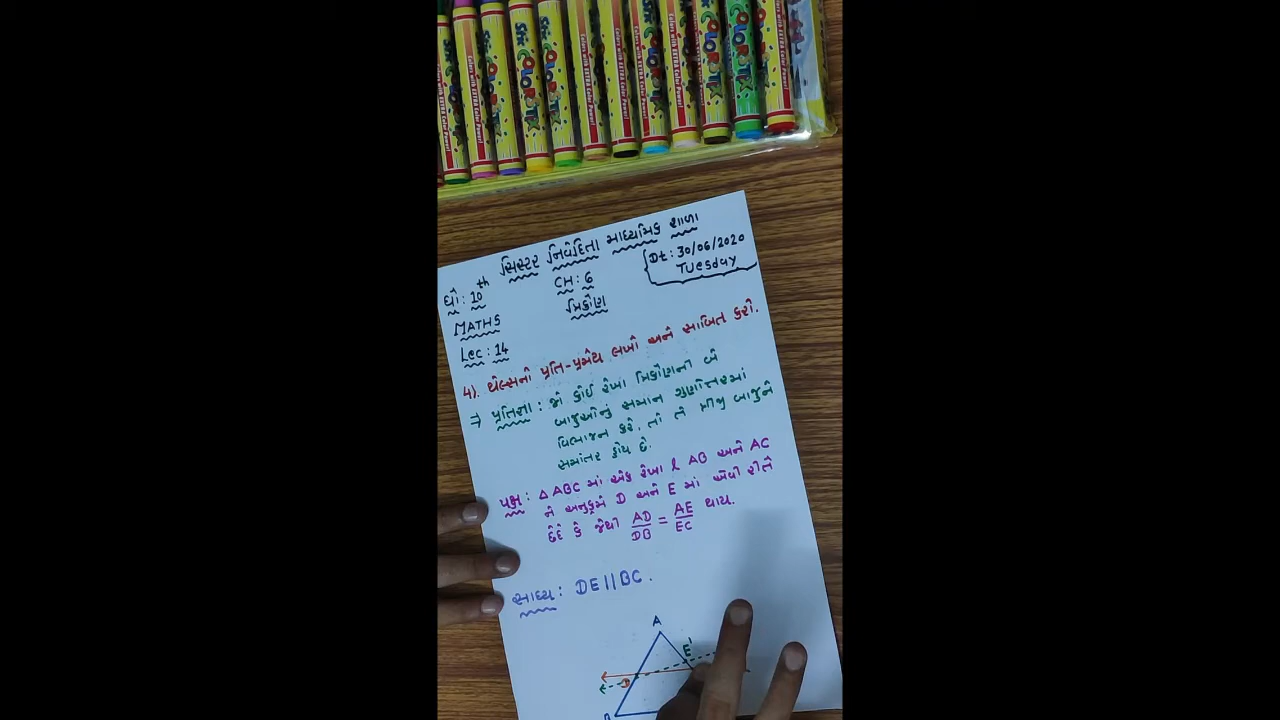 સિસ્ટર નિવેદિતા માધ્યમિક શાળા
ધો : 10th
CH : 6
Dt : 30/06/2020
Tuesday
MATHS
ત્રિકોણ
Lec : 14
4). થેલ્સનો પ્રતિ-પ્રમેય લખો અને સાબિત કરો.
→ પ્રતિજ્ઞા : જો કોઈ રેખા ત્રિકોણની બે
બાજુઓનું સમાન ગુણોત્તરમાં
વિભાજન કરે, તો તે ત્રીજી બાજુને
સમાંતર હોય છે.
પક્ષ : △ ABC માં એક રેખા l AB અને AC
ને અનુક્રમે D અને E માં એવી રીતે
છેદે કે જેથી AD/DB = AE/EC થાય.
સાધ્ય : DE||BC.
A
E'
D
B